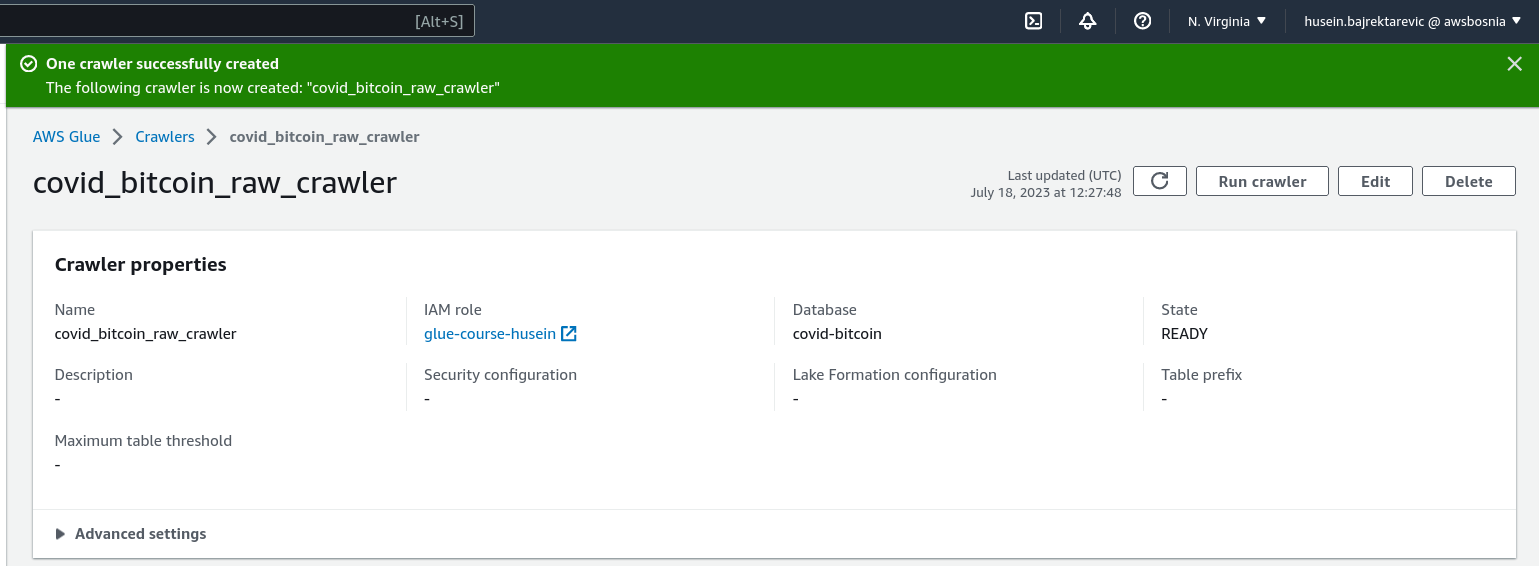 [Alt+S]
N. Virginia
husein.bajrektarevic @ awsbosnia
One crawler successfully created
The following crawler is now created: "covid_bitcoin_raw_crawler"
AWS Glue
Crawlers
covid_bitcoin_raw_crawler
covid_bitcoin_raw_crawler
Last updated (UTC)
July 18, 2023 at 12:27:48
Run crawler
Edit
Delete
Crawler properties
Name
covid_bitcoin_raw_crawler
IAM role
glue-course-husein
Database
covid-bitcoin
State
READY
Description
-
Security configuration
-
Lake Formation configuration
-
Table prefix
-
Maximum table threshold
-
Advanced settings